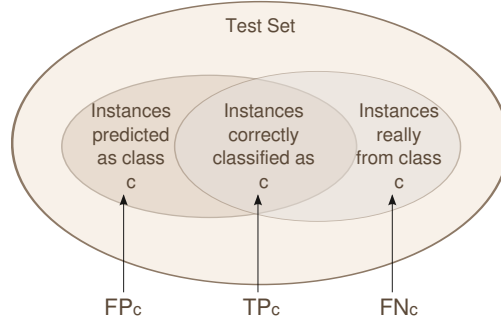 Test Set
Instances
predicted
as class
c
Instances
correctly
classified as
c
Instances
really
from class
c
FPc
TPc
FNc